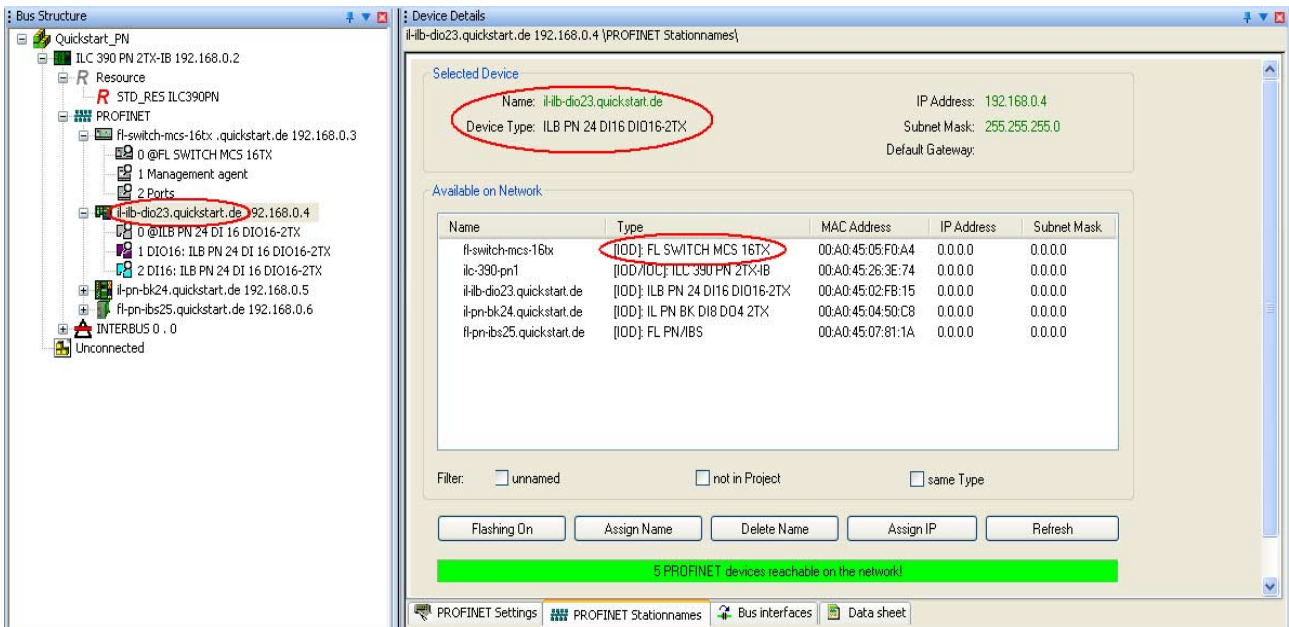 Bus Structure
Quickstart_PN
ILC 390 PN 2TX-IB 192.168.0.2
R Resource
R STD_RES ILC390PN
PROFINET
fl-switch-mcs-16tx .quickstart.de 192.168.0.3
0 @FL SWITCH MCS 16TX
1 Management agent
2 Ports
il-ilb-dio23.quickstart.de 192.168.0.4
0 @ILB PN 24 DI 16 DIO16-2TX
1 DIO16: ILB PN 24 DI 16 DIO16-2TX
2 DI16: ILB PN 24 DI 16 DIO16-2TX
il-pn-bk24.quickstart.de 192.168.0.5
fl-pn-ibs25.quickstart.de 192.168.0.6
INTERBUS 0 . 0
Unconnected
Device Details
il-ilb-dio23.quickstart.de 192.168.0.4 \PROFINET Stationnames\
Selected Device
Name: il-ilb-dio23.quickstart.de IP Address: 192.168.0.4
Device Type: ILB PN 24 DI16 DIO16-2TX Subnet Mask: 255.255.255.0
Default Gateway:
Available on Network
Name Type MAC Address IP Address Subnet Mask
fl-switch-mcs-16tx [IOD]: FL SWITCH MCS 16TX 00:A0:45:05:F0:A4 0.0.0.0 0.0.0.0
ilc-390-pn1 [IOD/IOC]: ILC 390 PN 2TX-IB 00:A0:45:26:3E:74 0.0.0.0 0.0.0.0
il-ilb-dio23.quickstart.de [IOD]: ILB PN 24 DI16 DIO16-2TX 00:A0:45:02:FB:15 0.0.0.0 0.0.0.0
il-pn-bk24.quickstart.de [IOD]: IL PN BK DI8 DO4 2TX 00:A0:45:04:50:C8 0.0.0.0 0.0.0.0
fl-pn-ibs25.quickstart.de [IOD]: FL PN/IBS 00:A0:45:07:81:1A 0.0.0.0 0.0.0.0
Filter: unnamed not in Project same Type
Flashing On Assign Name Delete Name Assign IP Refresh
5 PROFINET devices reachable on the network!
PROFINET Settings PROFINET Stationnames Bus interfaces Data sheet